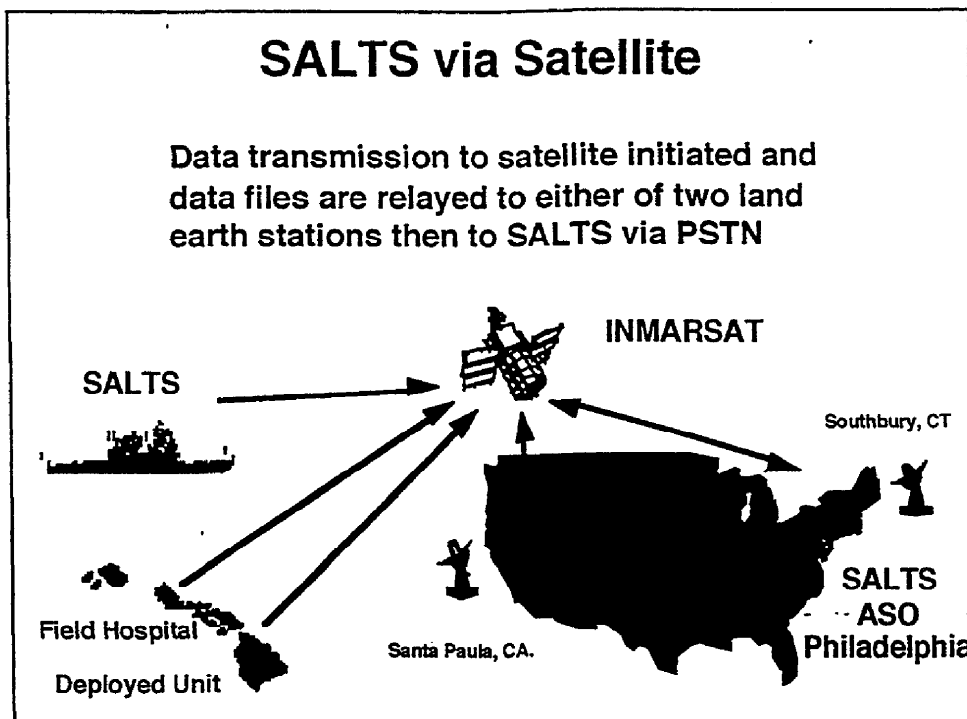 SALTS via Satellite
Data transmission to satellite initiated and
data files are relayed to either of two land
earth stations then to SALTS via PSTN
INMARSAT
SALTS
Southbury, CT
Field Hospital
Deployed Unit
Santa Paula, CA.
SALTS
ASO
Philadelphia